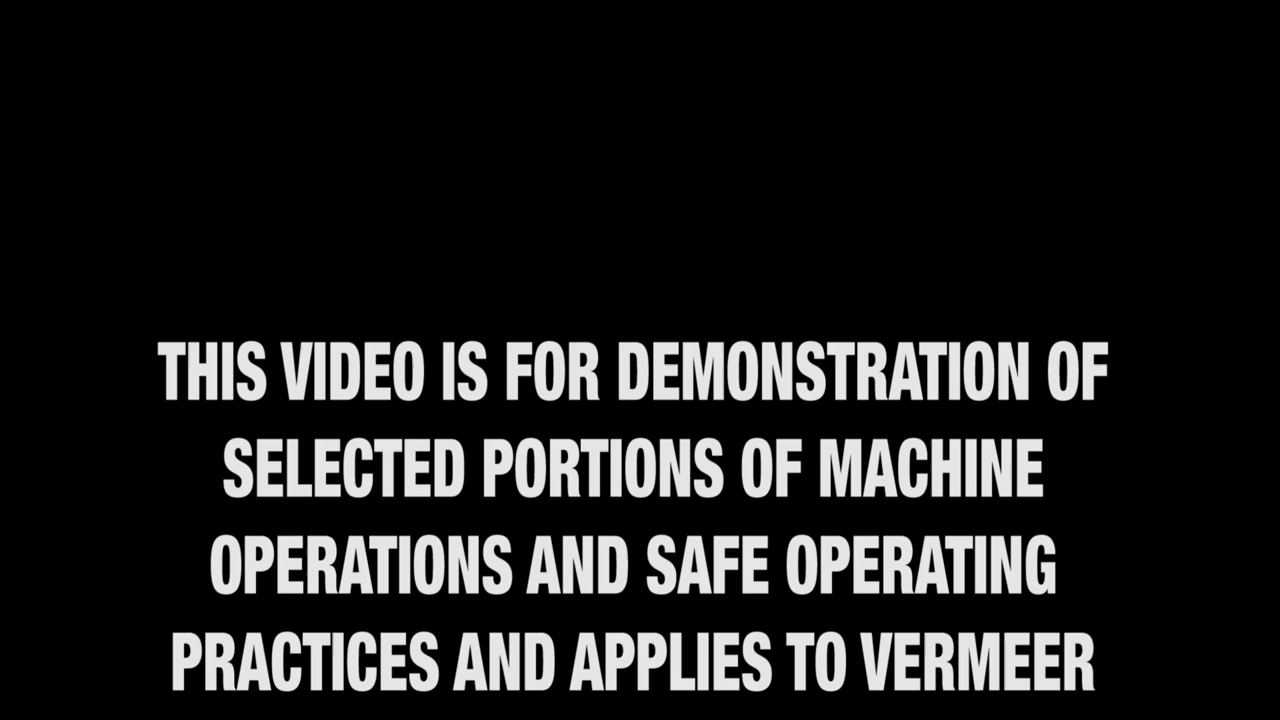 THIS VIDEO IS FOR DEMONSTRATION OF
SELECTED PORTIONS OF MACHINE
OPERATIONS AND SAFE OPERATING
PRACTICES AND APPLIES TO VERMEER